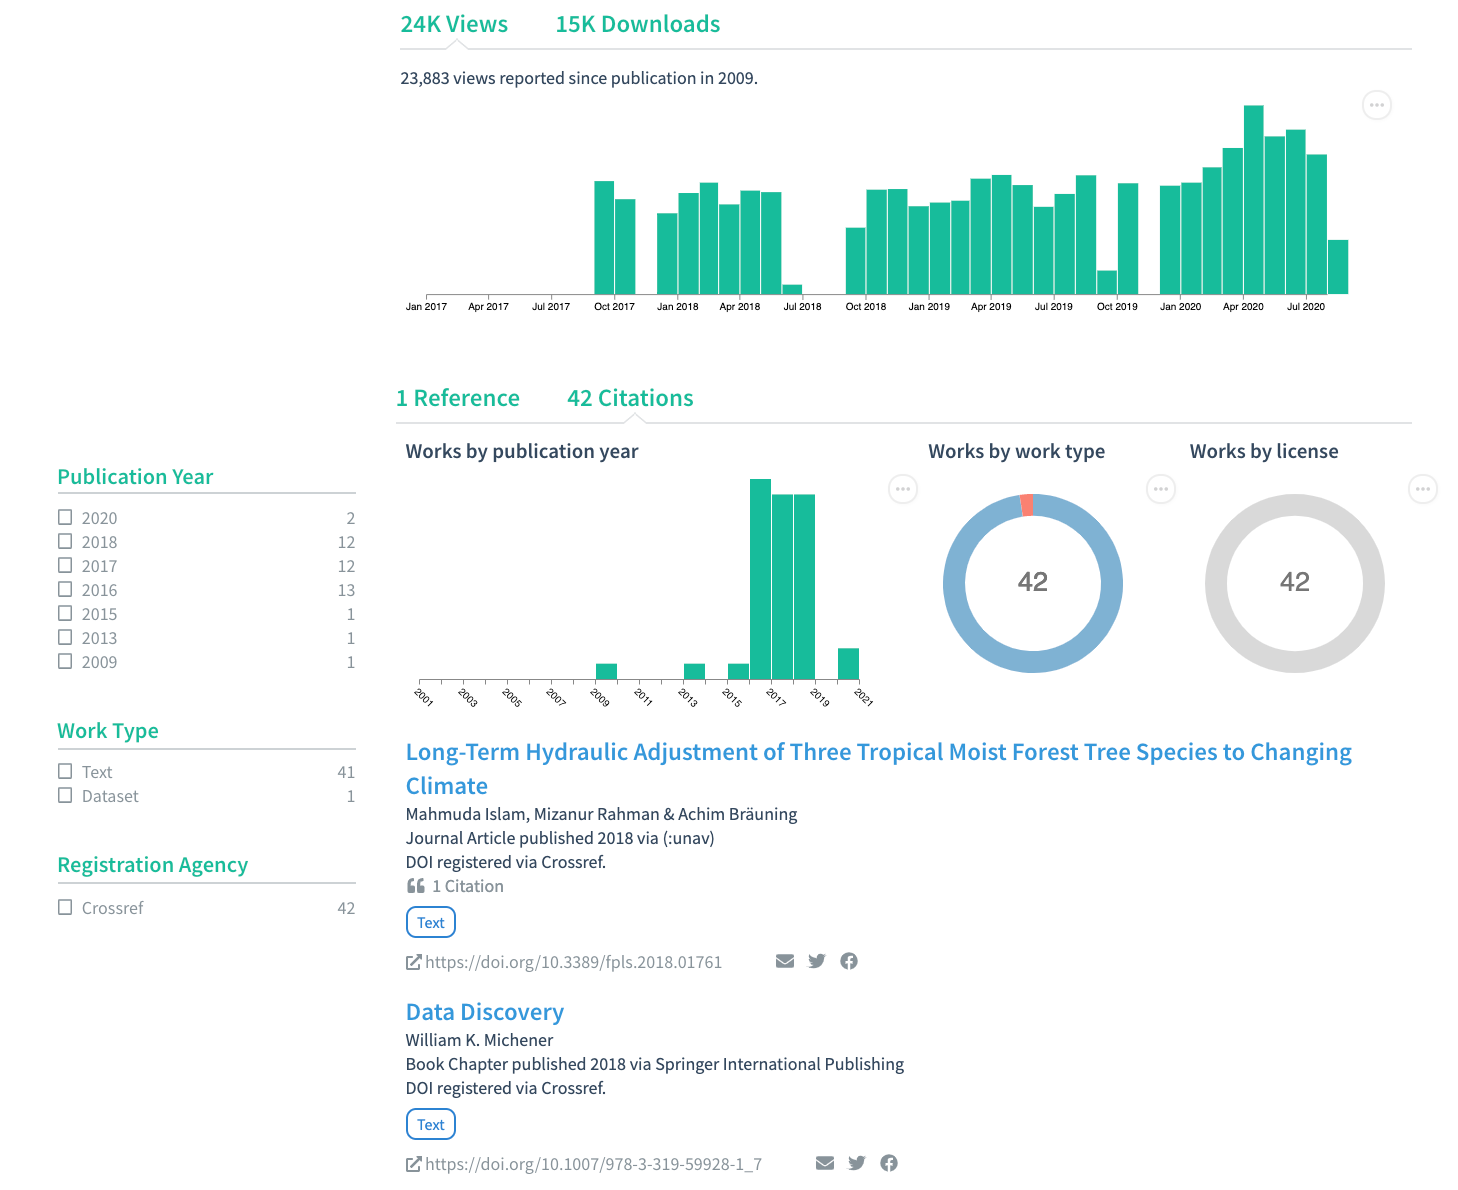 24K Views 15K Downloads
23,883 views reported since publication in 2009.
Jan 2017 Apr 2017 Jul 2017 Oct 2017 Jan 2018 Apr 2018 Jul 2018 Oct 2018 Jan 2019 Apr 2019 Jul 2019 Oct 2019 Jan 2020 Apr 2020 Jul 2020
1 Reference 42 Citations
Works by publication year Works by work type Works by license
42 42
2001 2003 2005 2007 2009 2011 2013 2015 2017 2019 2021
Publication Year
2020 2
2018 12
2017 12
2016 13
2015 1
2013 1
2009 1
Work Type
Text 41
Dataset 1
Registration Agency
Crossref 42
Long-Term Hydraulic Adjustment of Three Tropical Moist Forest Tree Species to Changing
Climate
Mahmuda Islam, Mizanur Rahman & Achim Bräuning
Journal Article published 2018 via (:unav)
DOI registered via Crossref.
1 Citation
Text
https://doi.org/10.3389/fpls.2018.01761
Data Discovery
William K. Michener
Book Chapter published 2018 via Springer International Publishing
DOI registered via Crossref.
Text
https://doi.org/10.1007/978-3-319-59928-1_7